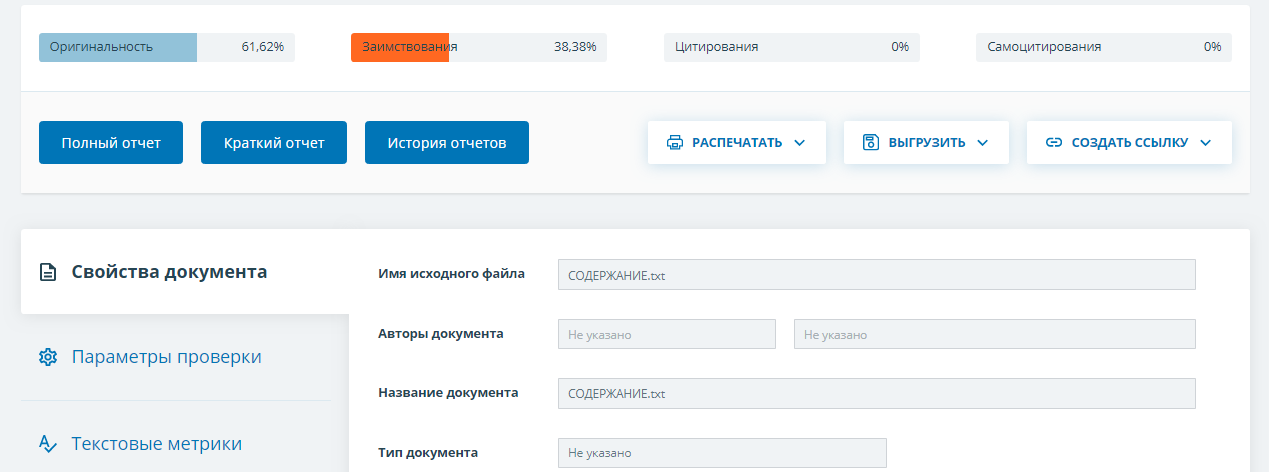 Оригинальность 61,62% Заимствования 38,38% Цитирования 0% Самоцитирования 0%
Полный отчет Краткий отчет История отчетов РАСПЕЧАТАТЬ ВЫГРУЗИТЬ СОЗДАТЬ ССЫЛКУ
Свойства документа
Параметры проверки
Текстовые метрики
Имя исходного файла СОДЕРЖАНИЕ.txt
Авторы документа Не указано Не указано
Название документа СОДЕРЖАНИЕ.txt
Тип документа Не указано